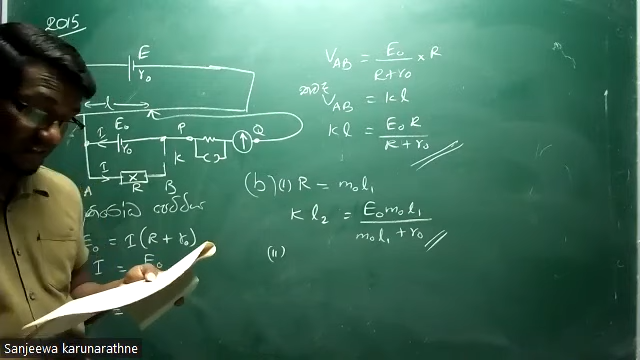 2015
E
r₀
l
I
E₀
r₀
P
Q
K
I
R
A
B
E₀ = I(R + r₀)
I = E₀
V_AB = E₀/(R+r₀) × R
V_AB = kl
kl = E₀R/(R+r₀)
(b) (i) R = m₀l₁
kl₂ = E₀m₀l₁/(m₀l₁ + r₀)
(ii)
Sanjeewa karunarathne